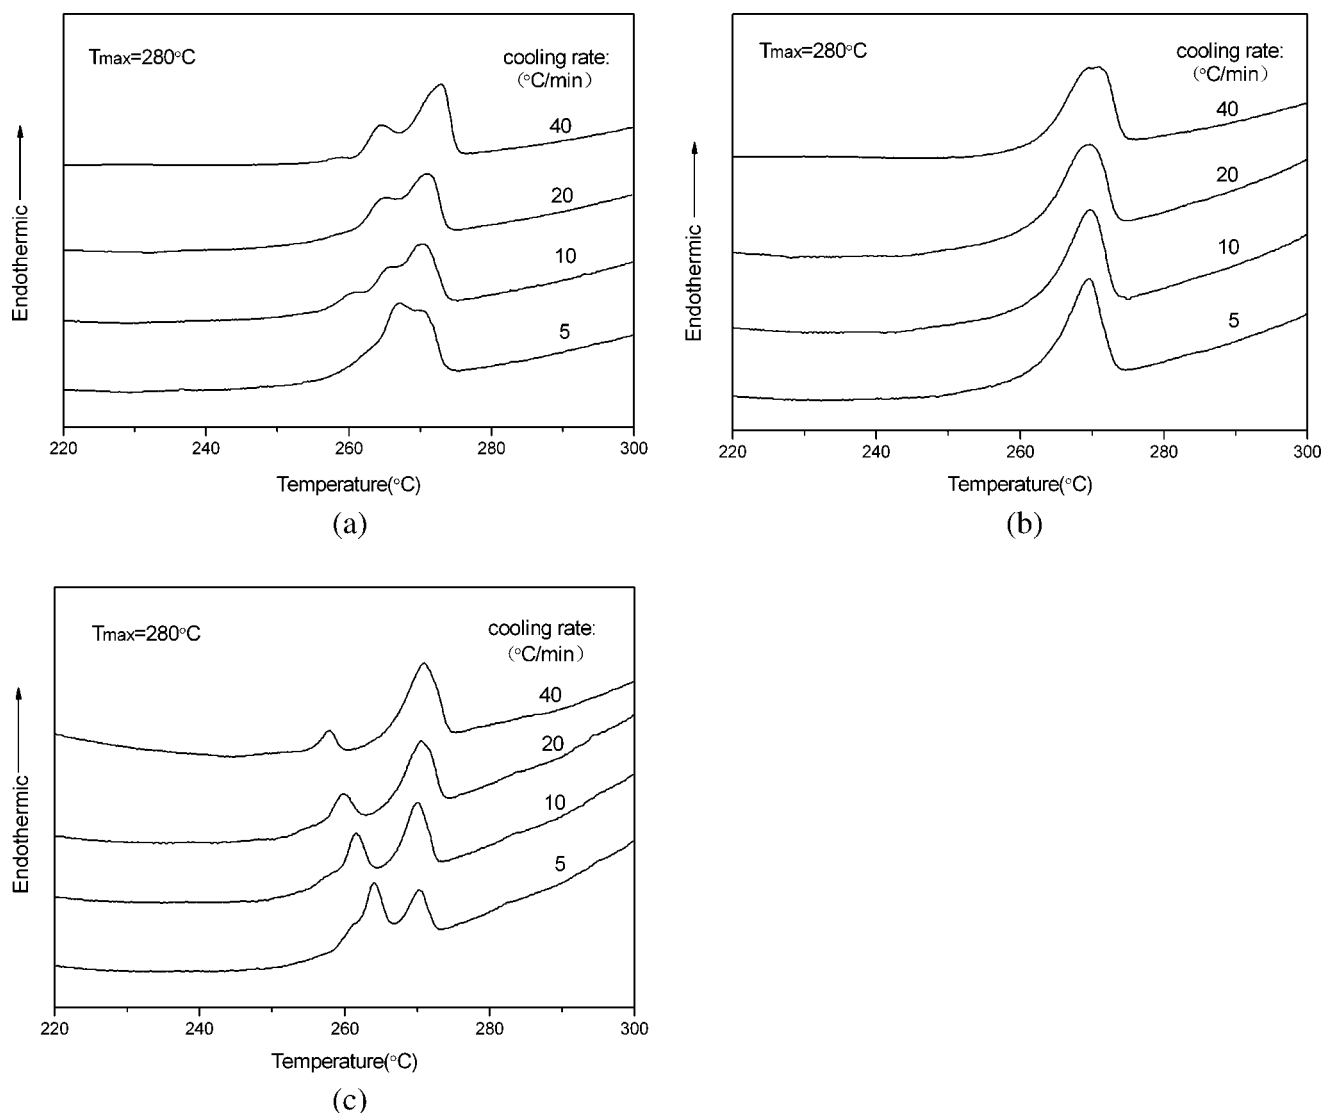 Tmax=280°C
cooling rate:
(°C/min)
40
20
10
5
Endothermic
220
240
260
280
300
Temperature(°C)
(a)
Tmax=280°C
cooling rate:
(°C/min)
40
20
10
5
Endothermic
220
240
260
280
300
Temperature(°C)
(b)
Tmax=280°C
cooling rate:
(°C/min)
40
20
10
5
Endothermic
220
240
260
280
300
Temperature(°C)
(c)